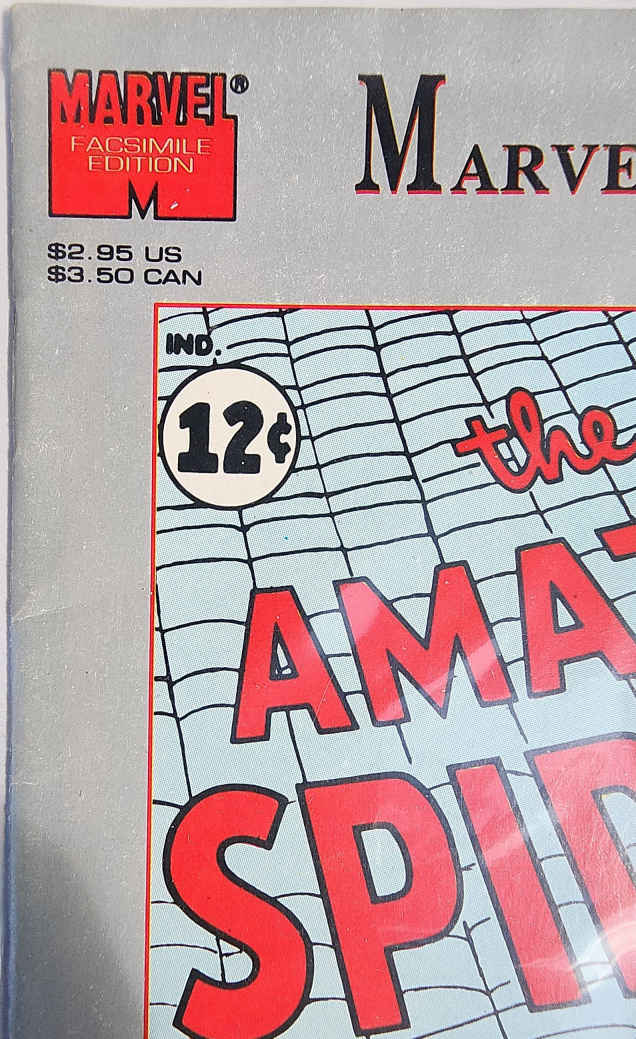 MARVEL®
FACSIMILE
EDITION
M
MARVE
$2.95 US
$3.50 CAN
IND.
12¢
the
AMA
SPI